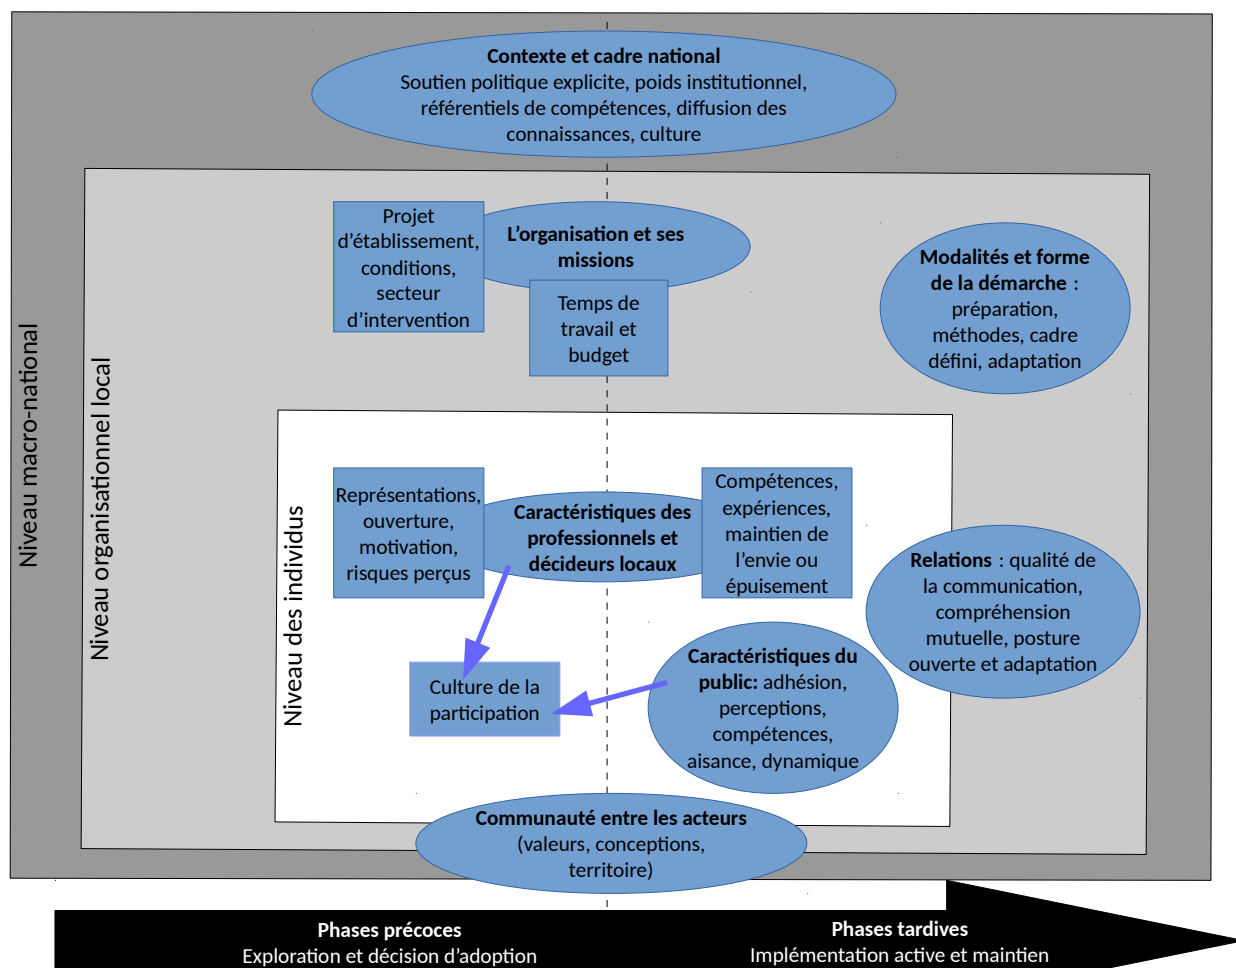 Contexte et cadre national
Soutien politique explicite, poids institutionnel,
référentiels de compétences, diffusion des
connaissances, culture
Projet
d’établissement,
conditions,
secteur
d’intervention
L’organisation et ses
missions
Temps de
travail et
budget
Modalités et forme
de la démarche :
préparation,
méthodes, cadre
défini, adaptation
Niveau macro-national
Niveau organisationnel local
Niveau des individus
Représentations,
ouverture,
motivation,
risques perçus
Caractéristiques des
professionnels et
décideurs locaux
Compétences,
expériences,
maintien de
l’envie ou
épuisement
Relations : qualité de
la communication,
compréhension
mutuelle, posture
ouverte et adaptation
Culture de la
participation
Caractéristiques du
public: adhésion,
perceptions,
compétences,
aisance, dynamique
Communauté entre les acteurs
(valeurs, conceptions,
territoire)
Phases précoces
Exploration et décision d’adoption
Phases tardives
Implémentation active et maintien